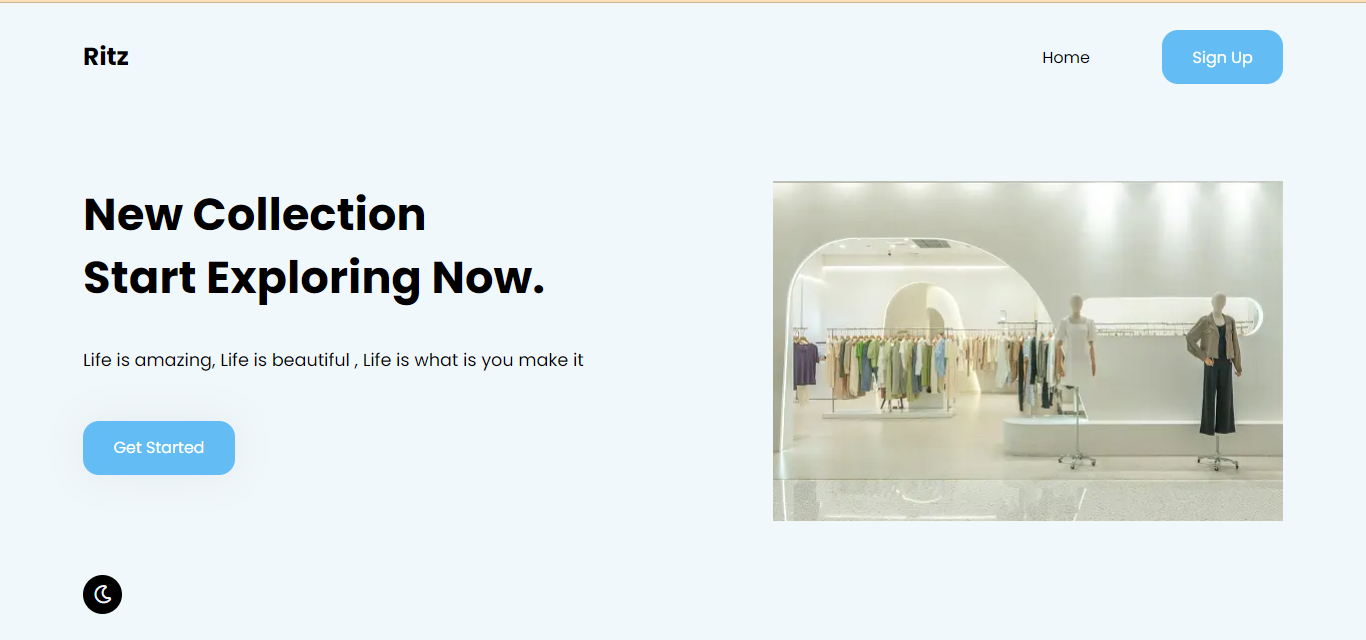 Ritz
Home
Sign Up
New Collection
Start Exploring Now.
Life is amazing, Life is beautiful , Life is what is you make it
Get Started